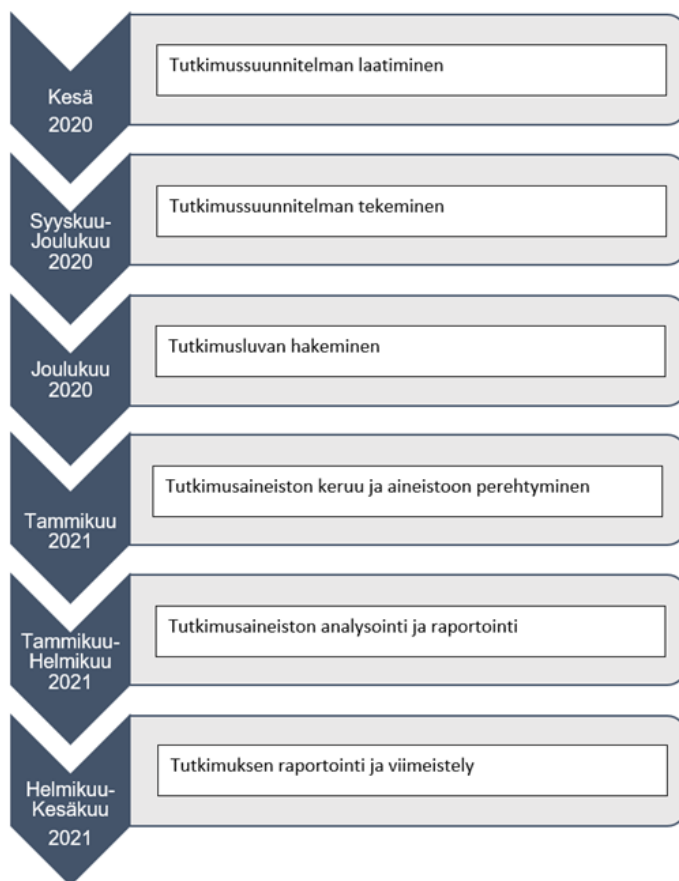 Kesä
2020
Tutkimussuunnitelman laatiminen
Syyskuu-
Joulukuu
2020
Tutkimussuunnitelman tekeminen
Joulukuu
2020
Tutkimusluvan hakeminen
Tammikuu
2021
Tutkimusaineiston keruu ja aineistoon perehtyminen
Tammikuu-
Helmikuu
2021
Tutkimusaineiston analysointi ja raportointi
Helmikuu-
Kesäkuu
2021
Tutkimuksen raportointi ja viimeistely